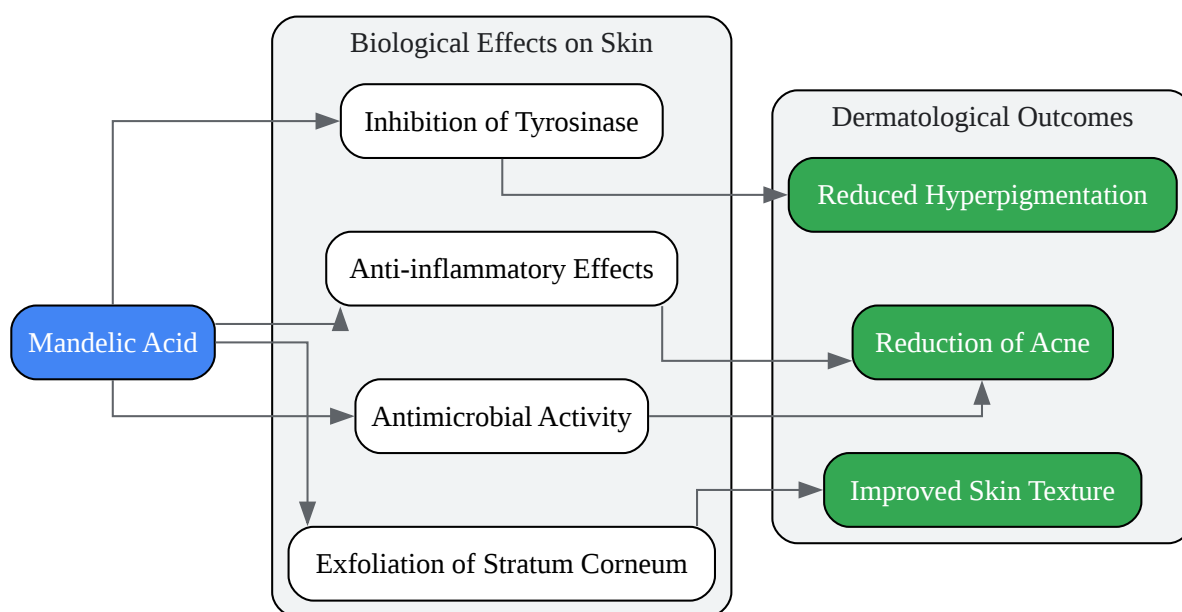 Biological Effects on Skin
Inhibition of Tyrosinase
Anti-inflammatory Effects
Antimicrobial Activity
Exfoliation of Stratum Corneum
Mandelic Acid
Dermatological Outcomes
Reduced Hyperpigmentation
Reduction of Acne
Improved Skin Texture